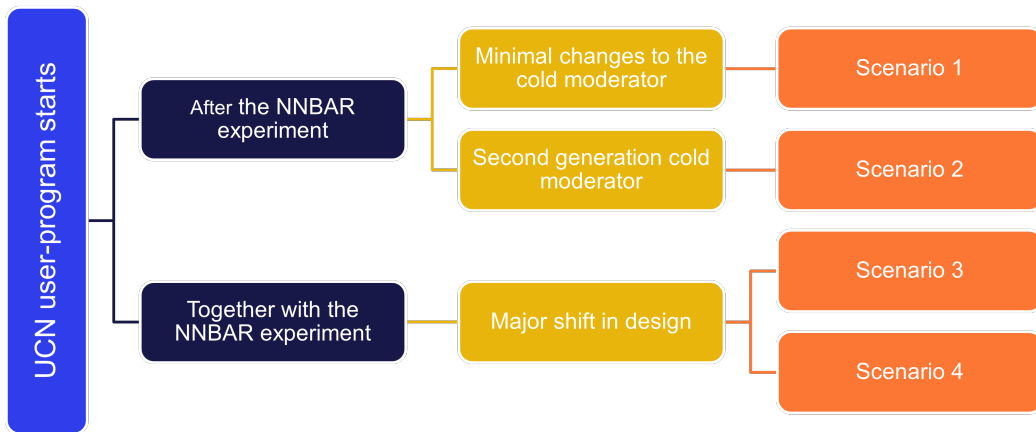 UCN user-program starts
After the NNBAR
experiment
Minimal changes to the
cold moderator
Scenario 1
Second generation cold
moderator
Scenario 2
Together with the
NNBAR experiment
Major shift in design
Scenario 3
Scenario 4